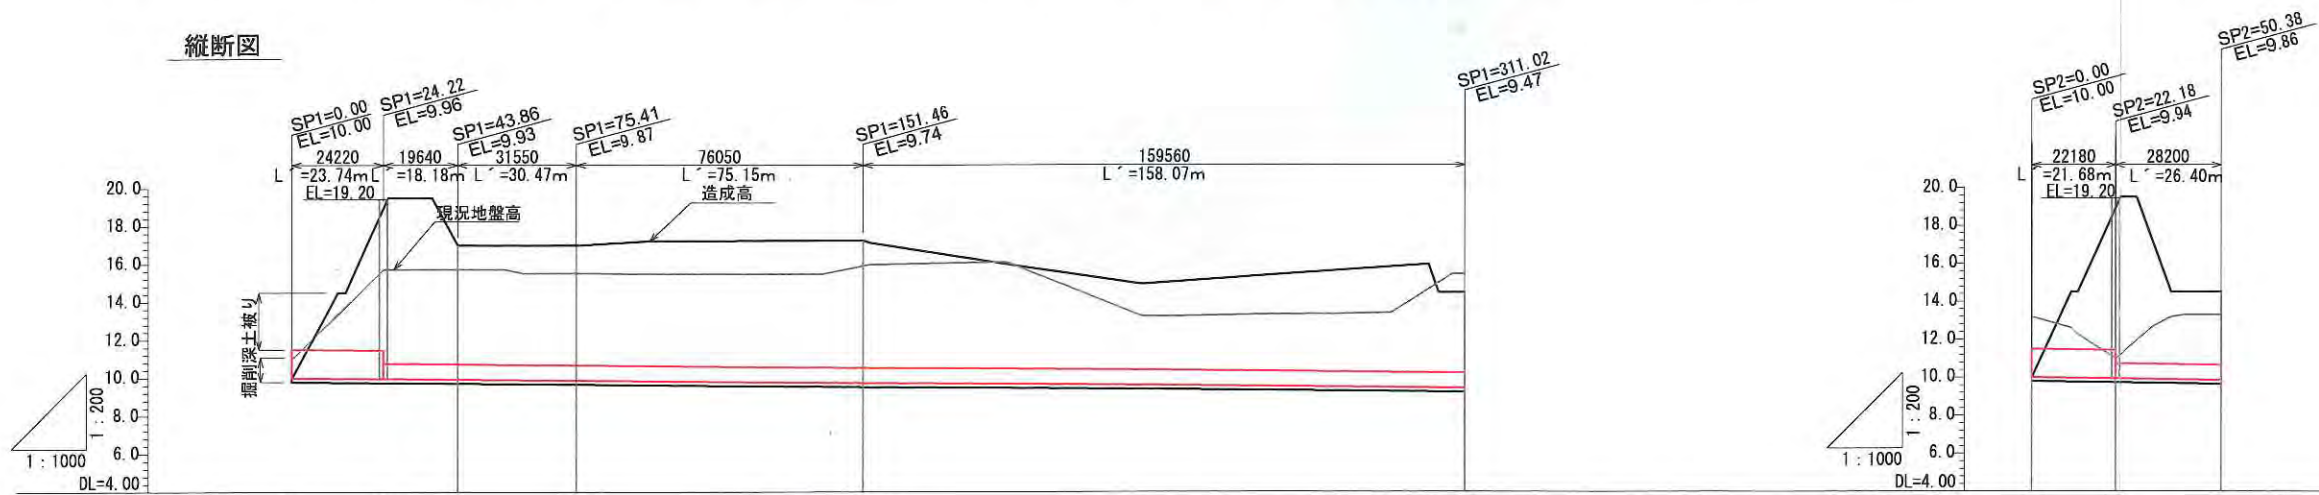 縦断図
SP1=0.00
EL=10.00
SP1=24.22
EL=9.96
SP1=43.86
EL=9.93
SP1=75.41
EL=9.87
SP1=151.46
EL=9.74
SP1=311.02
EL=9.47
24220
19640
31550
76050
159560
L´=23.74m
L´=18.18m
L´=30.47m
L´=75.15m
L´=158.07m
EL=19.20
現況地盤高
造成高
20.0
18.0
16.0
14.0
12.0
10.0
8.0
6.0
DL=4.00
土被り
掘削深
1:200
1:1000
SP2=0.00
EL=10.00
SP2=22.18
EL=9.94
SP2=50.38
EL=9.86
22180
28200
L´=21.68m
L´=26.40m
EL=19.20
20.0
18.0
16.0
14.0
12.0
10.0
8.0
6.0
DL=4.00
1:200
1:1000